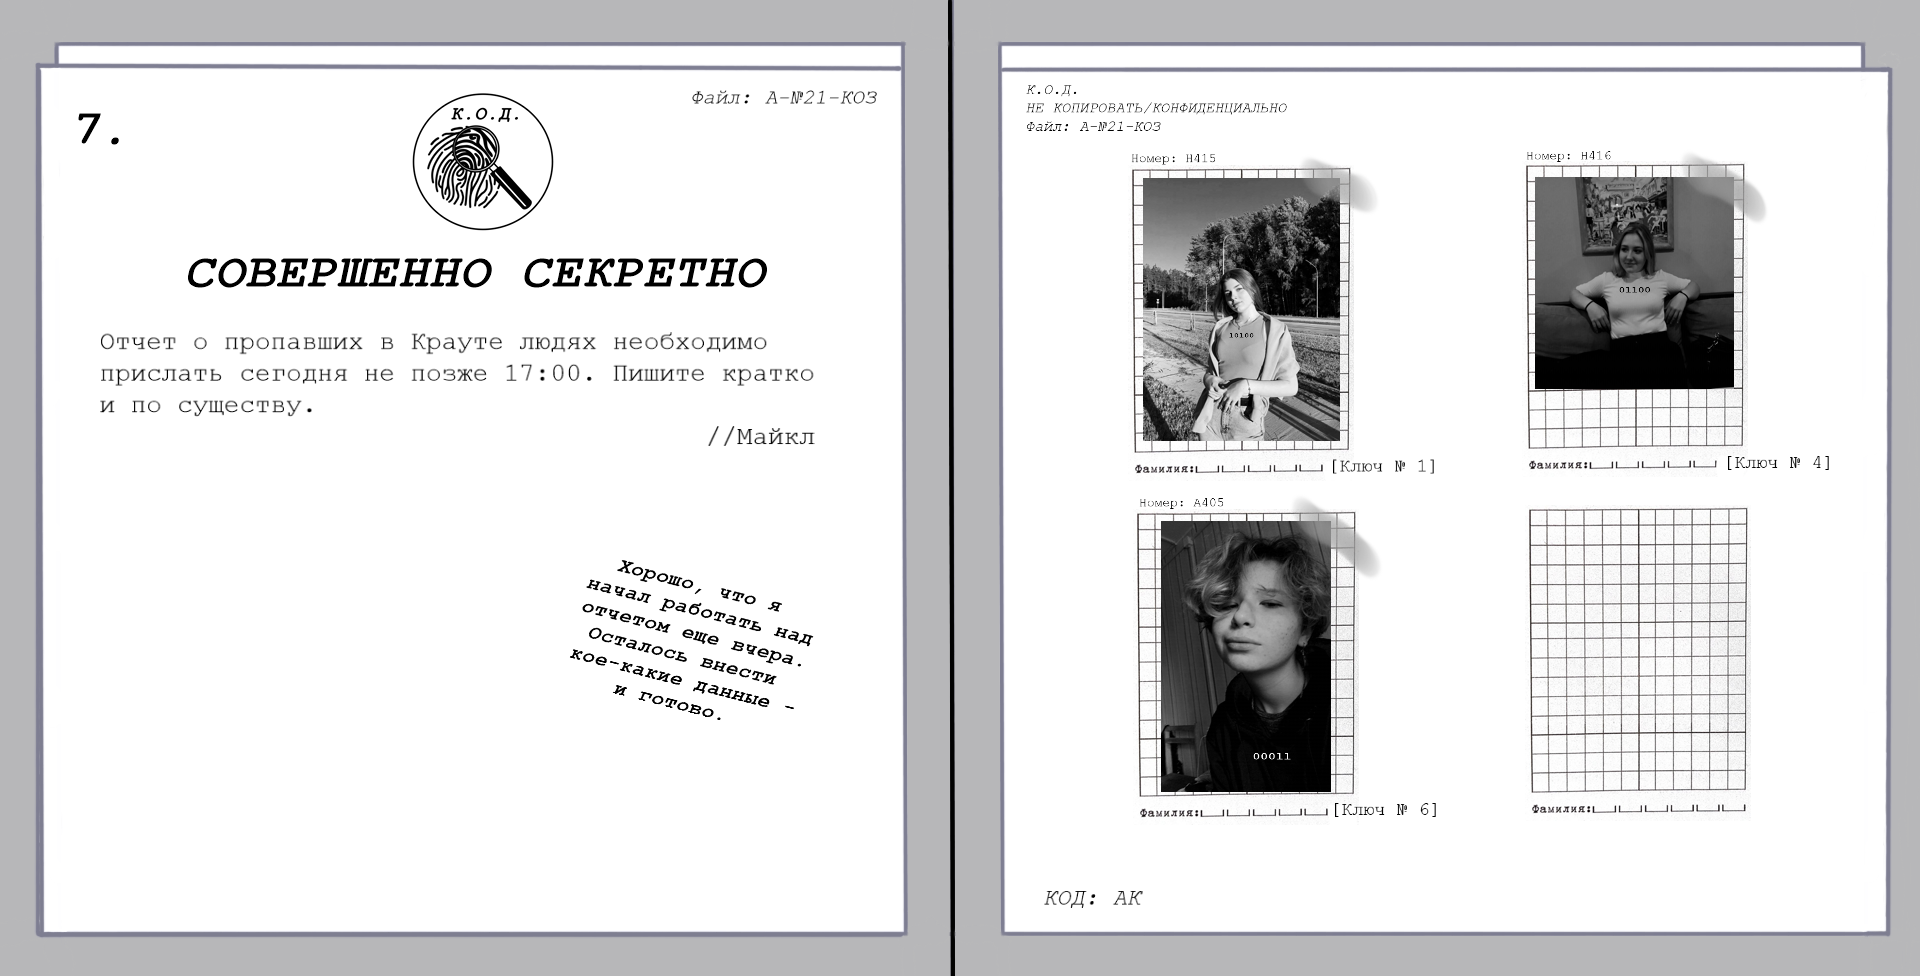 7.
К.О.Д.
Файл: А-№21-КОЗ
СОВЕРШЕННО СЕКРЕТНО
Отчет о пропавших в Крауте людях необходимо
прислать сегодня не позже 17:00. Пишите кратко
и по существу.
//Майкл
Хорошо, что я
начал работать над
отчетом еще вчера.
Осталось внести
кое-какие данные -
и готово.
К.О.Д.
НЕ КОПИРОВАТЬ/КОНФИДЕНЦИАЛЬНО
Файл: А-№21-КОЗ
Номер: Н415
10100
Фамилия: [Ключ № 1]
Номер: Н416
01100
Фамилия: [Ключ № 4]
Номер: А405
00011
Фамилия: [Ключ № 6]
Фамилия:
КОД: АК